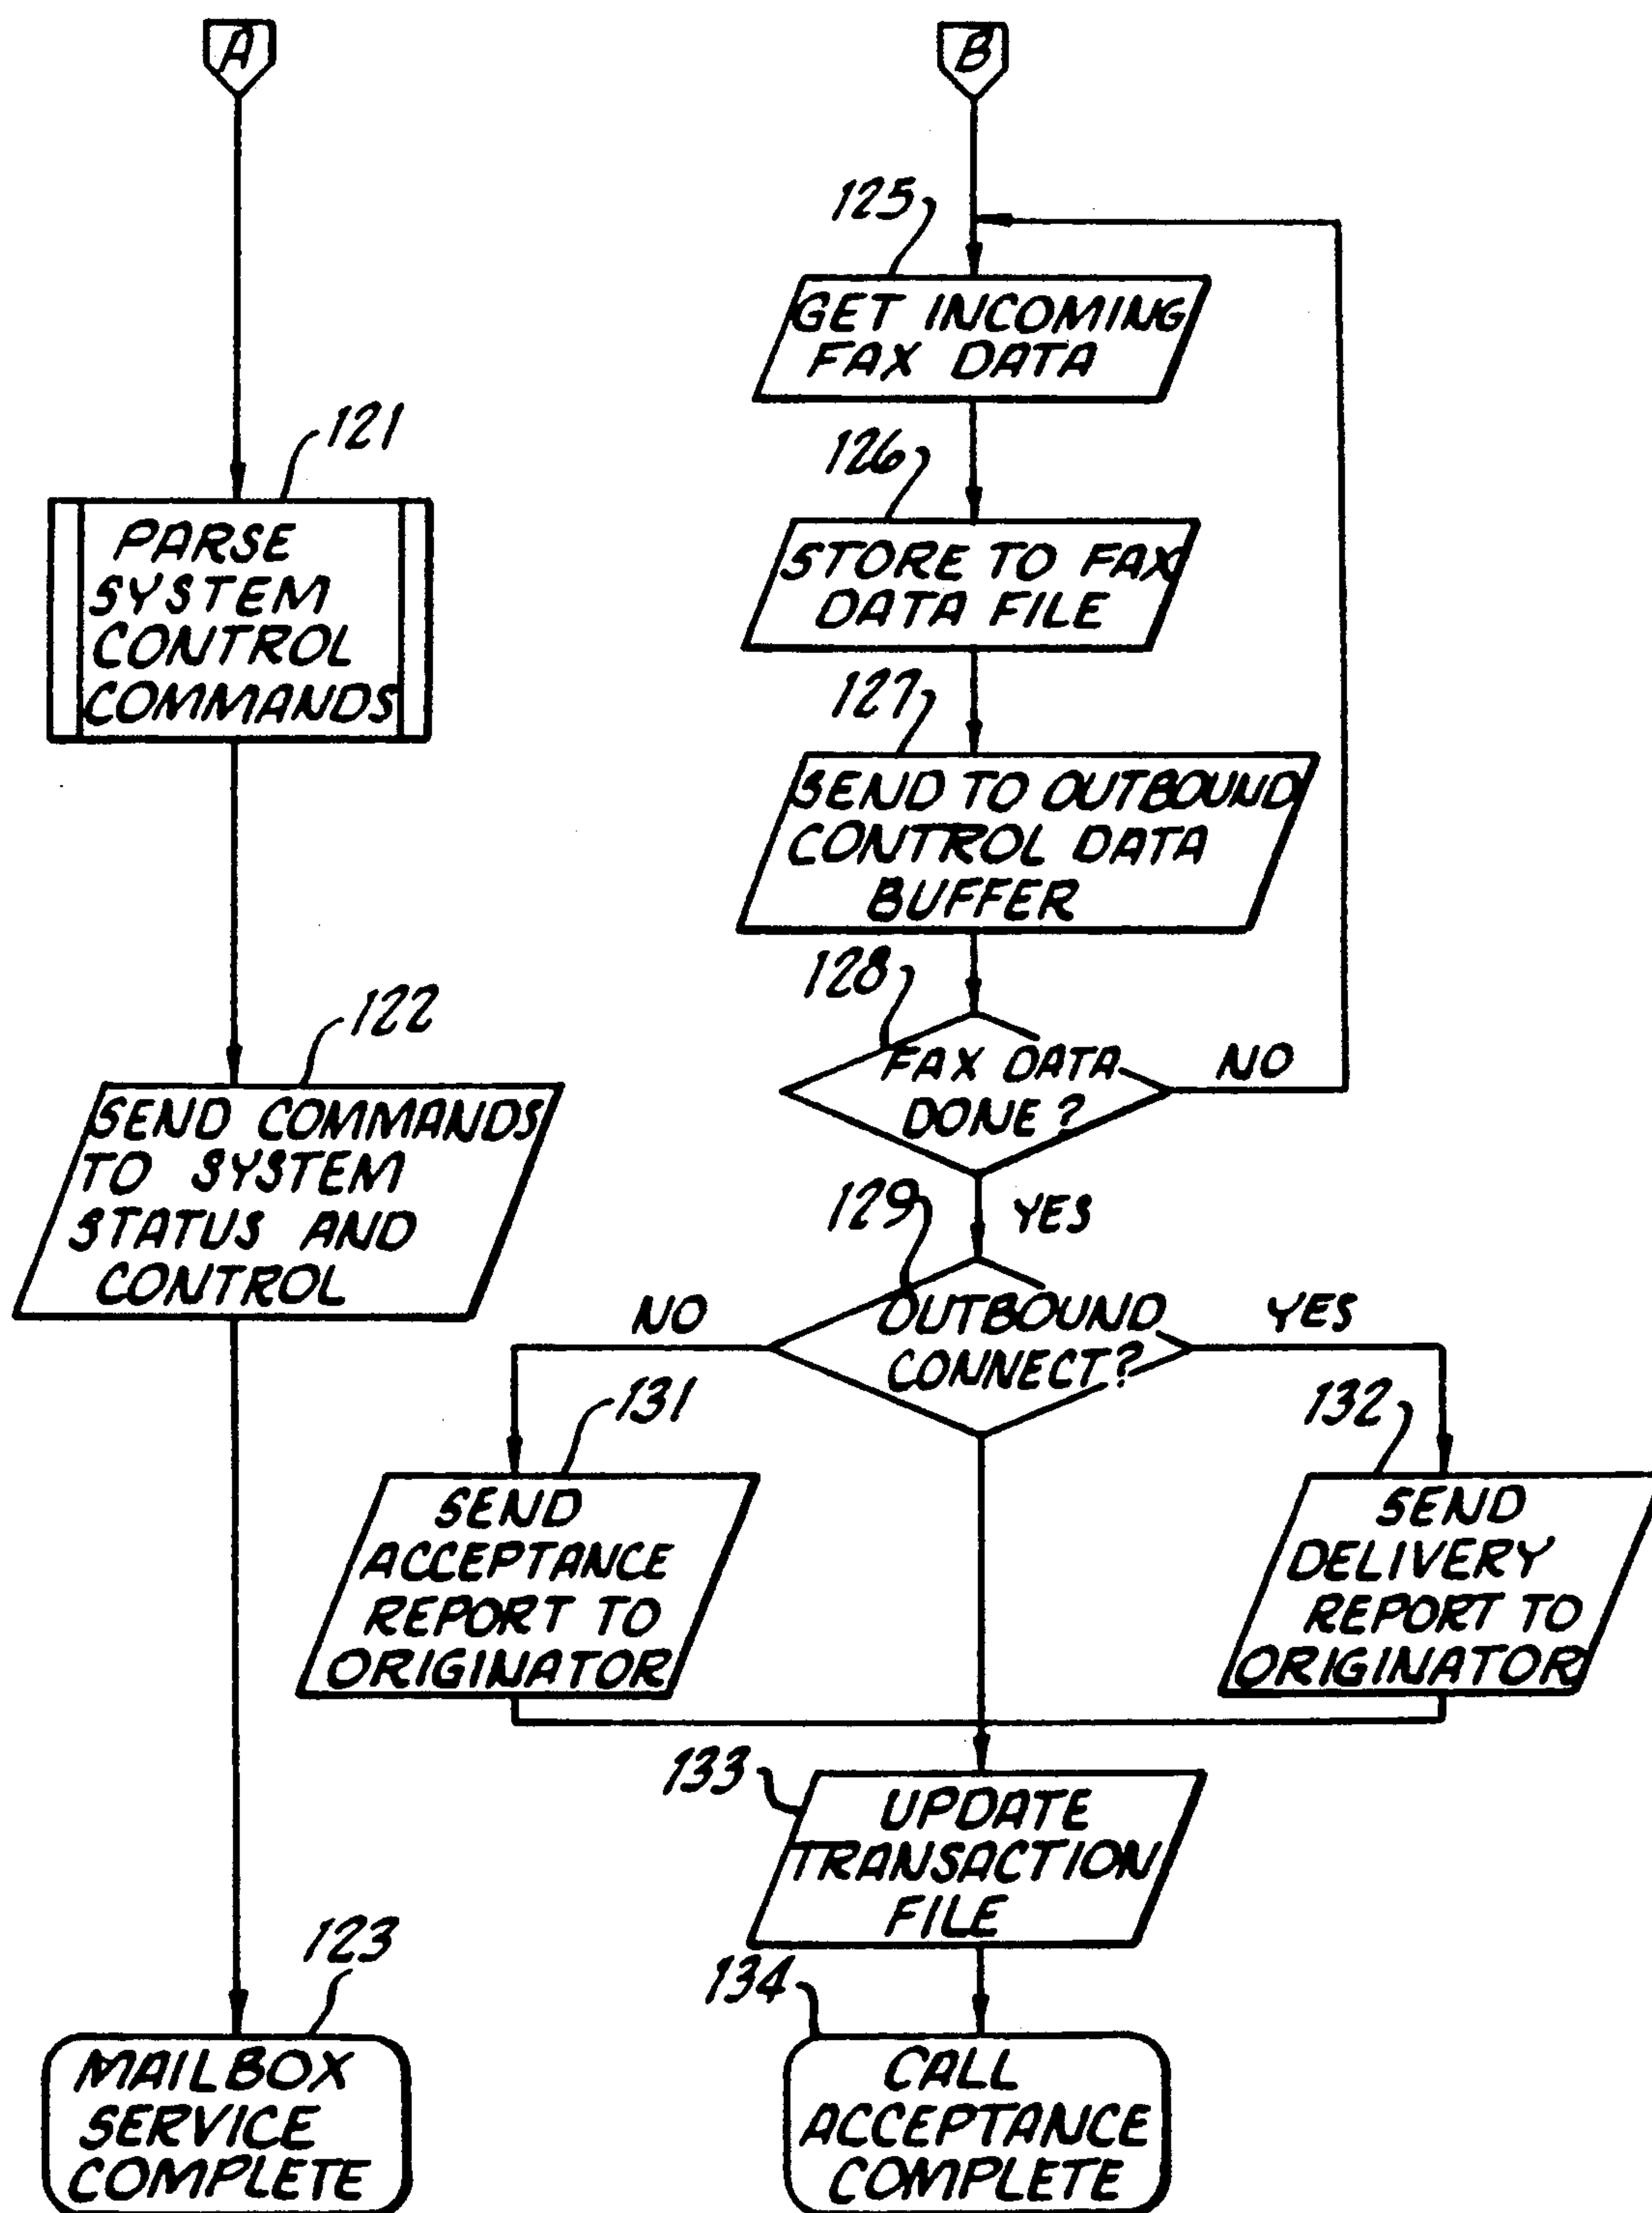 A
121
PARSE
SYSTEM
CONTROL
COMMANDS
122
SEND COMMANDS
TO SYSTEM
STATUS AND
CONTROL
123
MAILBOX
SERVICE
COMPLETE
B
125
GET INCOMING
FAX DATA
126
STORE TO FAX
DATA FILE
127
SEND TO OUTBOUND
CONTROL DATA
BUFFER
128
FAX DATA
DONE?
NO
YES
129
OUTBOUND
CONNECT?
NO
YES
131
SEND
ACCEPTANCE
REPORT TO
ORIGINATOR
132
SEND
DELIVERY
REPORT TO
ORIGINATOR
133
UPDATE
TRANSACTION
FILE
134
CALL
ACCEPTANCE
COMPLETE